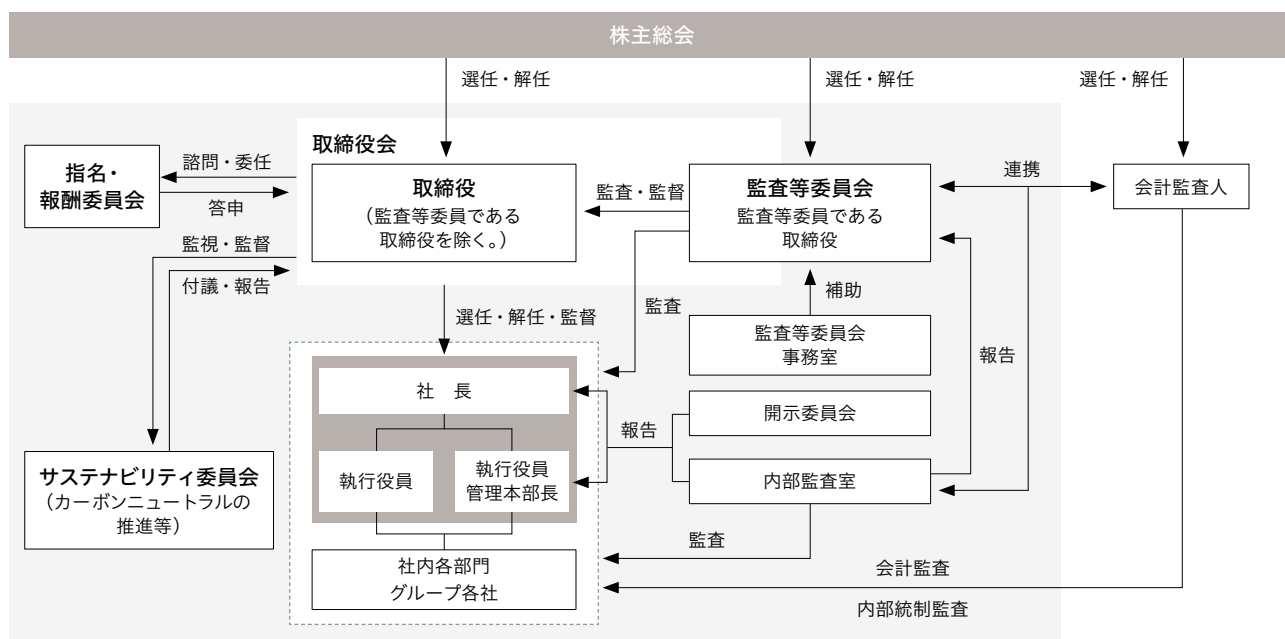 株主総会
選任・解任
選任・解任
選任・解任
取締役会
指名・
報酬委員会
諮問・委任
答申
取締役
（監査等委員である
取締役を除く。）
監査・監督
監査等委員会
監査等委員である
取締役
連携
会計監査人
監視・監督
付議・報告
選任・解任・監督
監査
補助
監査等委員会
事務室
報告
社　長
開示委員会
報告
執行役員
執行役員
管理本部長
内部監査室
サステナビリティ委員会
（カーボンニュートラルの
推進等）
監査
社内各部門
グループ各社
会計監査
内部統制監査